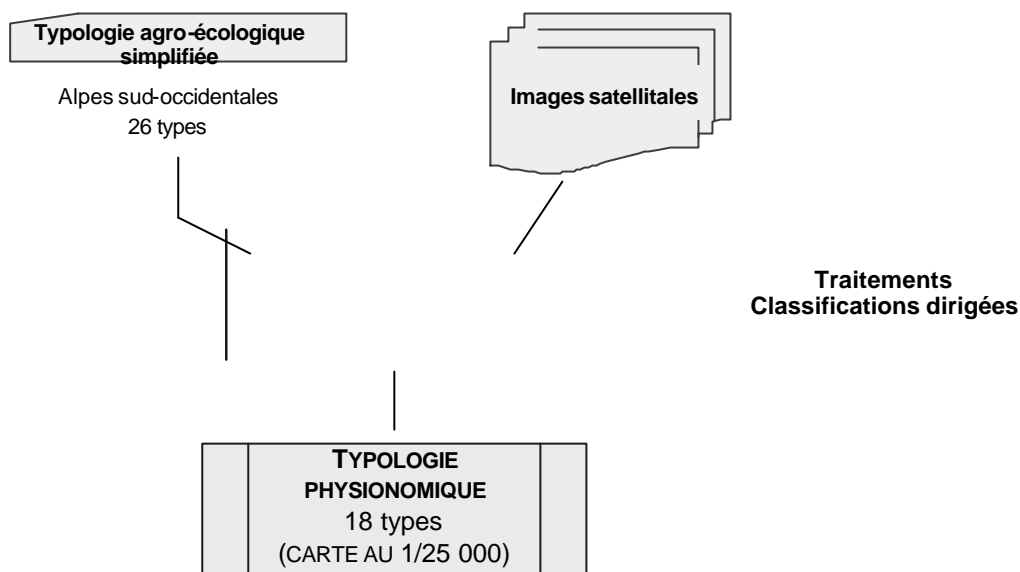 Typologie agro-écologique
simplifiée
Alpes sud-occidentales
26 types
Images satellitales
Traitements
Classifications dirigées
TYPOLOGIE
PHYSIONOMIQUE
18 types
(CARTE AU 1/25 000)